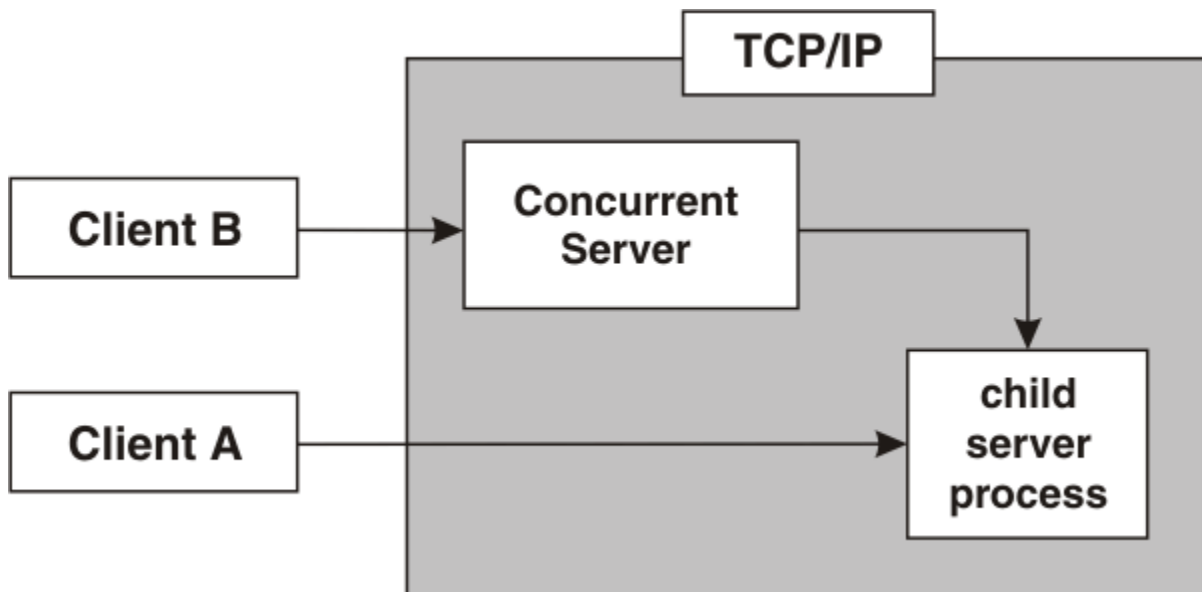 TCP/IP
Concurrent
Server
Client B
Client A
child
server
process